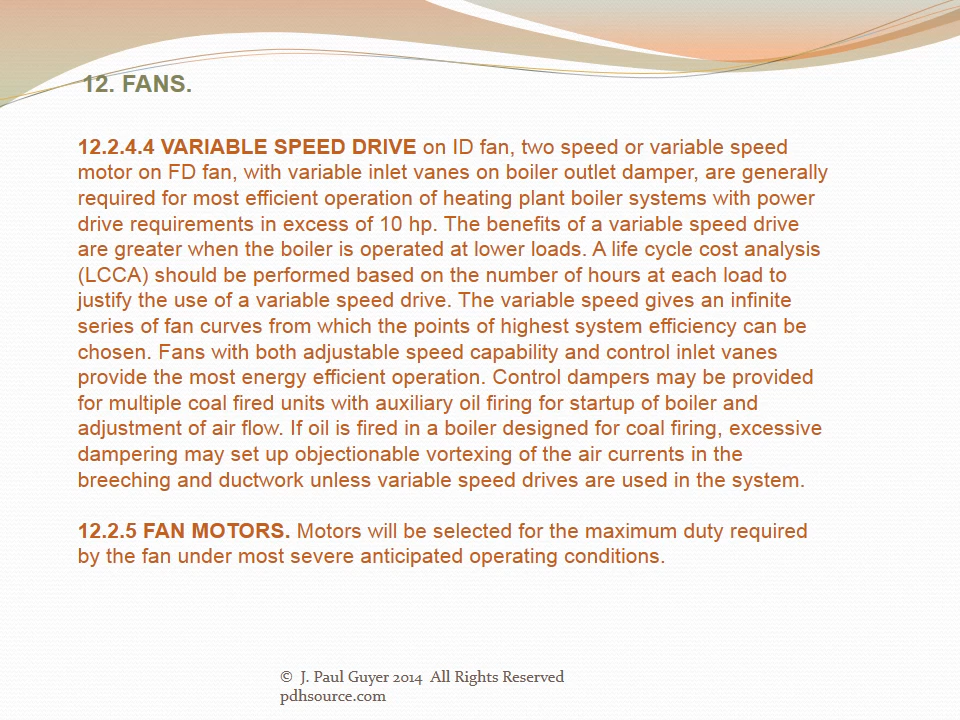 12. FANS.
12.2.4.4 VARIABLE SPEED DRIVE on ID fan, two speed or variable speed
motor on FD fan, with variable inlet vanes on boiler outlet damper, are generally
required for most efficient operation of heating plant boiler systems with power
drive requirements in excess of 10 hp. The benefits of a variable speed drive
are greater when the boiler is operated at lower loads. A life cycle cost analysis
(LCCA) should be performed based on the number of hours at each load to
justify the use of a variable speed drive. The variable speed gives an infinite
series of fan curves from which the points of highest system efficiency can be
chosen. Fans with both adjustable speed capability and control inlet vanes
provide the most energy efficient operation. Control dampers may be provided
for multiple coal fired units with auxiliary oil firing for startup of boiler and
adjustment of air flow. If oil is fired in a boiler designed for coal firing, excessive
dampering may set up objectionable vortexing of the air currents in the
breeching and ductwork unless variable speed drives are used in the system.
12.2.5 FAN MOTORS. Motors will be selected for the maximum duty required
by the fan under most severe anticipated operating conditions.
© J. Paul Guyer 2014 All Rights Reserved
pdhsource.com